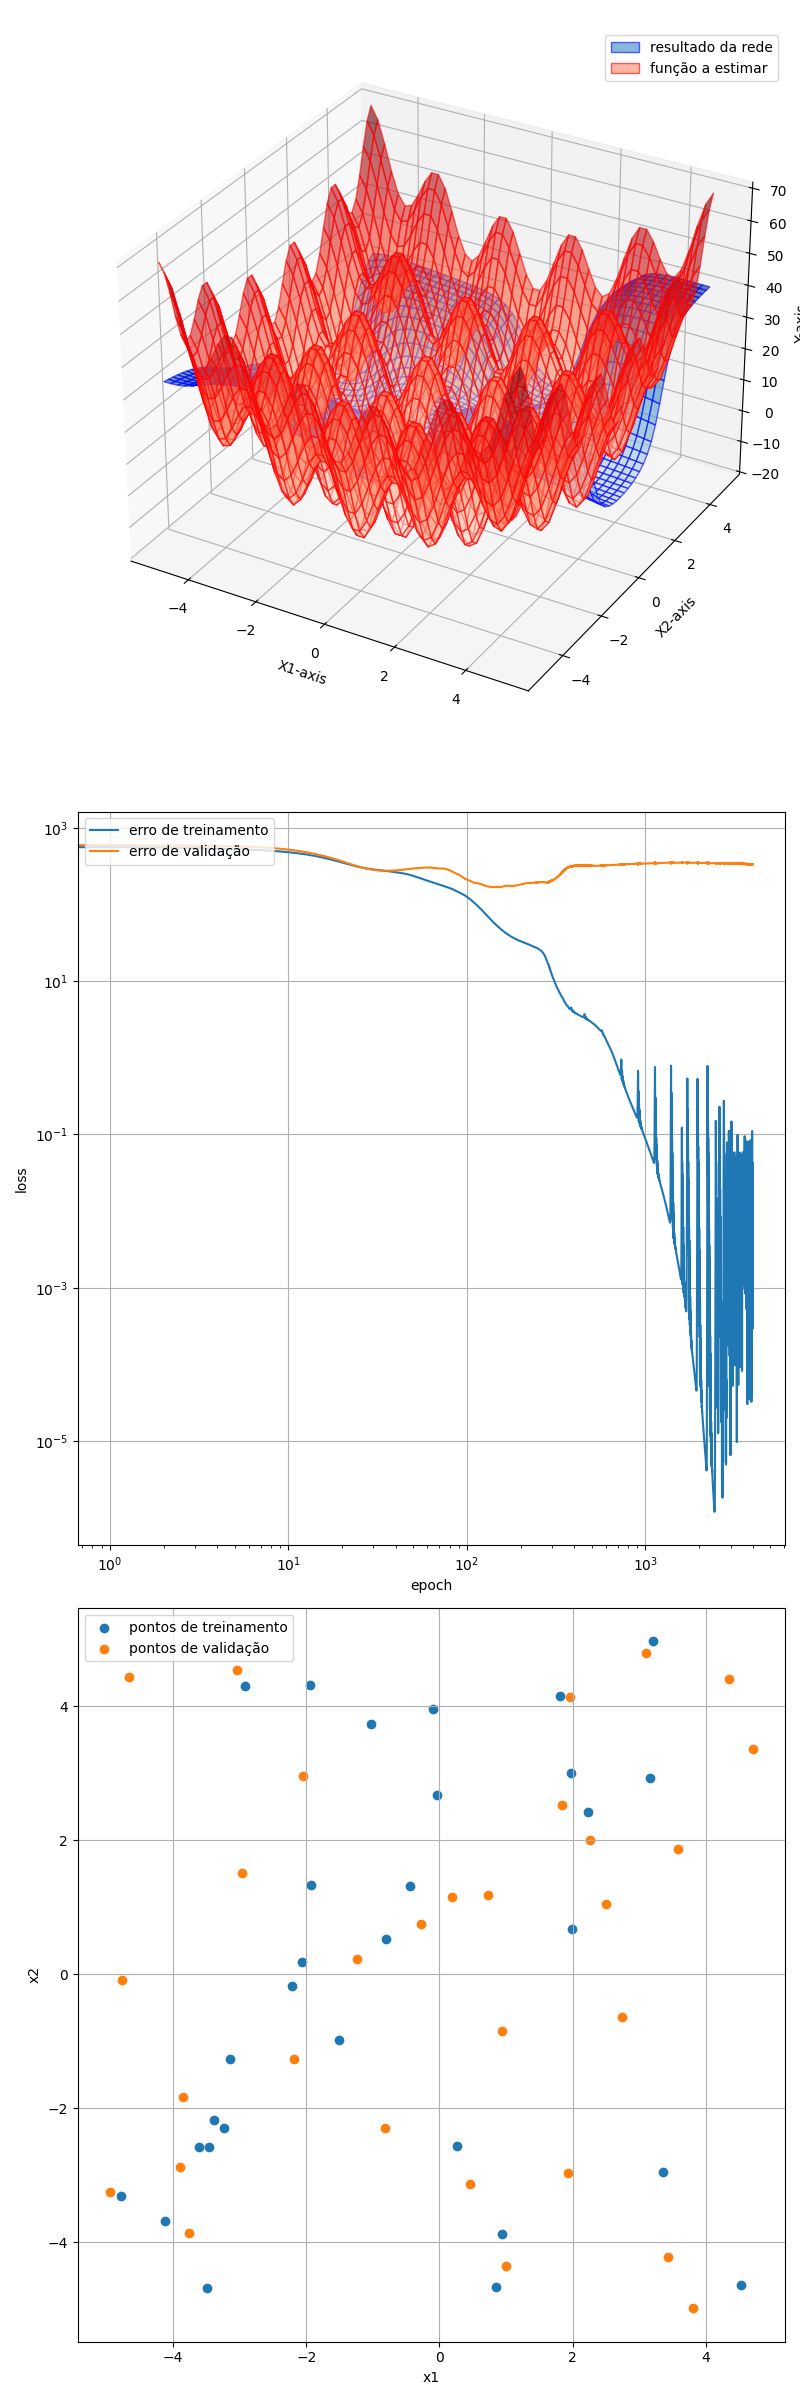 resultado da rede
função a estimar
70
60
50
40
30
20
10
0
−10
−20
−4
−2
0
2
4
X1-axis
−4
−2
0
2
4
X2-axis
erro de treinamento
erro de validação
10³
10¹
10⁻¹
10⁻³
10⁻⁵
loss
10⁰ 10¹ 10² 10³
epoch
pontos de treinamento
pontos de validação
4
2
0
−2
−4
x2
−4 −2 0 2 4
x1